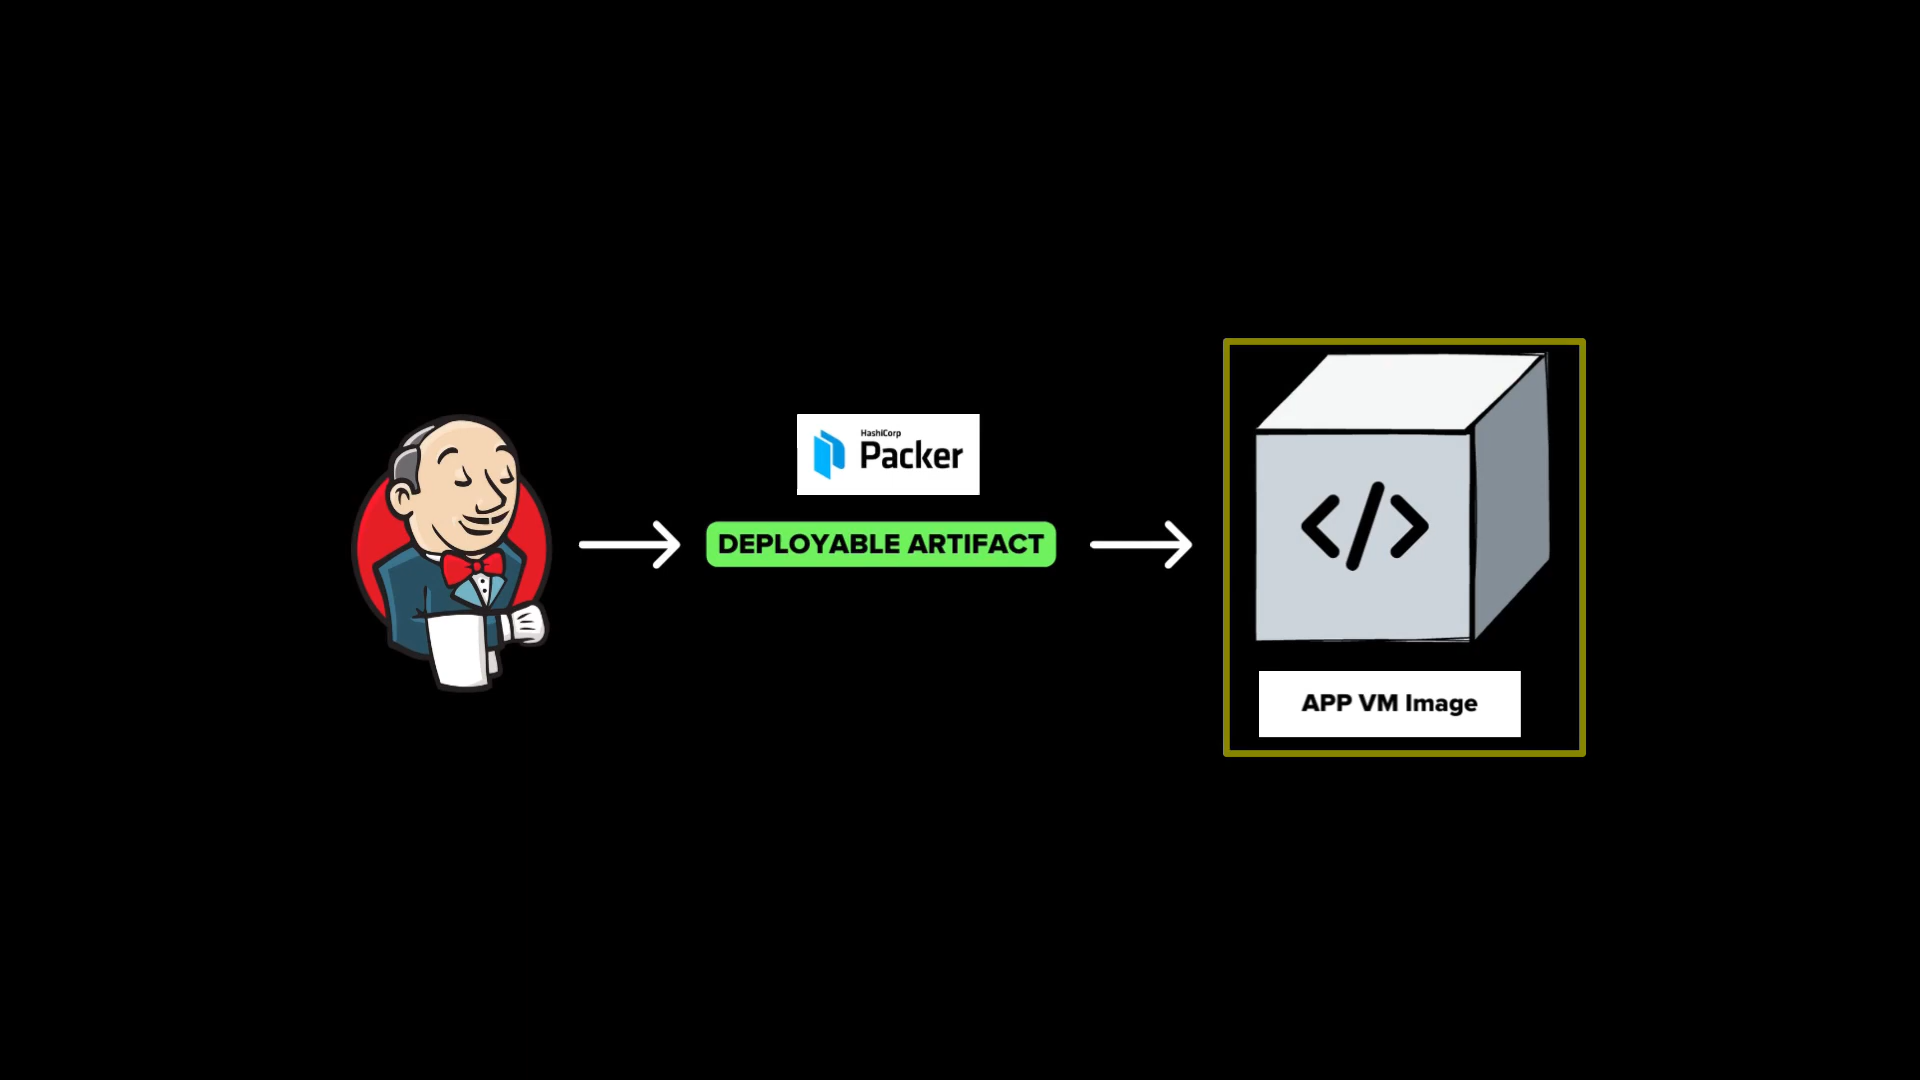 HashiCorp
Packer
DEPLOYABLE ARTIFACT
</>
APP VM Image